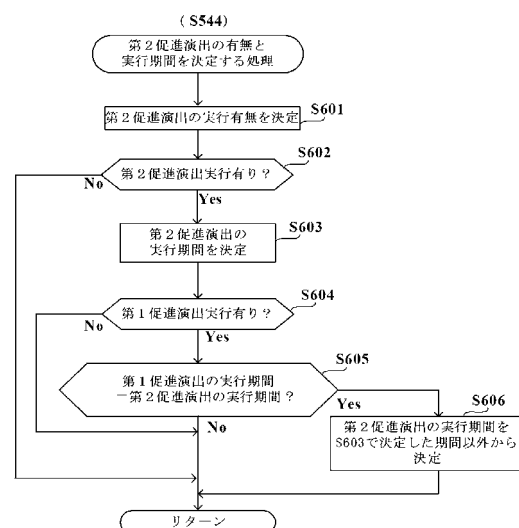 ( S544)
第2促進演出の有無と
実行期間を決定する処理
S601
第2促進演出の実行有無を決定
S602
第2促進演出実行有り?
No
Yes
S603
第2促進演出の
実行期間を決定
S604
第1促進演出実行有り?
No
Yes
S605
第1促進演出の実行期間
=第2促進演出の実行期間?
Yes
No
S606
第2促進演出の実行期間を
S603で決定した期間以外から
決定
リターン